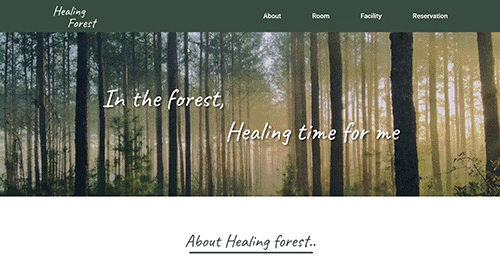 Healing
Forest
About
Room
Facility
Reservation
In the forest,
Healing time for me
About Healing forest..